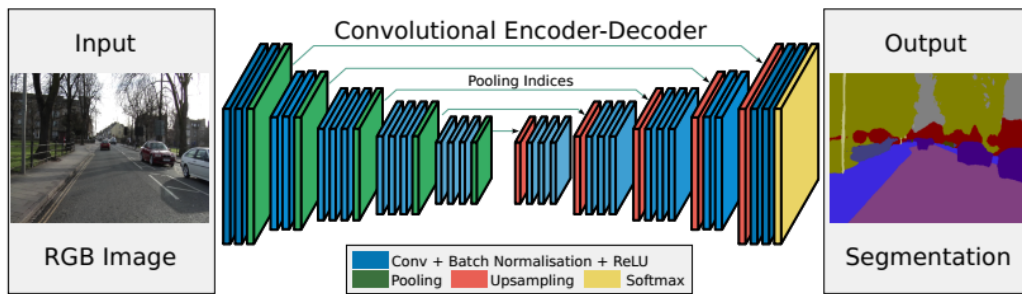 Input
Convolutional Encoder-Decoder
Output
Pooling Indices
RGB Image
Segmentation
Conv + Batch Normalisation + ReLU
Pooling
Upsampling
Softmax